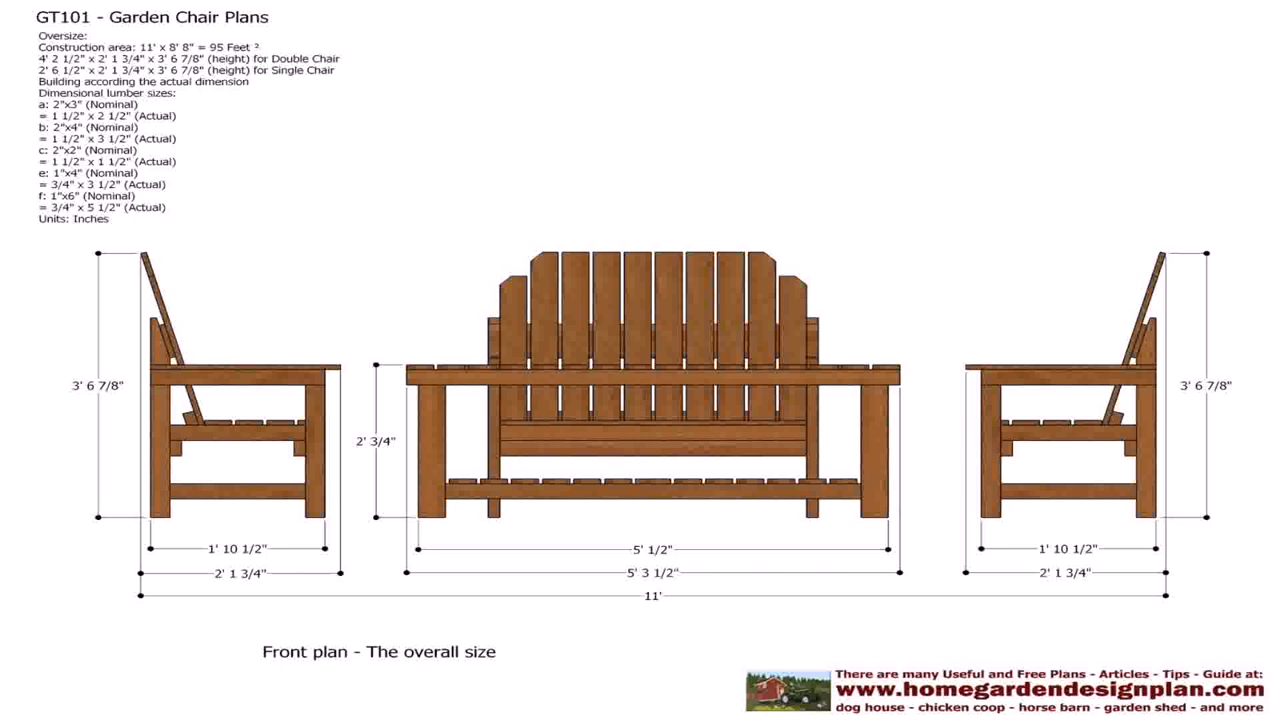 GT101 - Garden Chair Plans
Oversize:
Construction area: 11' x 8' 8" = 95 Feet ²
4' 2 1/2" x 2' 1 3/4" x 3' 6 7/8" (height) for Double Chair
2' 6 1/2" x 2' 1 3/4" x 3' 6 7/8" (height) for Single Chair
Building according the actual dimension
Dimensional lumber sizes:
a: 2"x3" (Nominal)
= 1 1/2" x 2 1/2" (Actual)
b: 2"x4" (Nominal)
= 1 1/2" x 3 1/2" (Actual)
c: 2"x2" (Nominal)
= 1 1/2" x 1 1/2" (Actual)
e: 1"x4" (Nominal)
= 3/4" x 3 1/2" (Actual)
f: 1"x6" (Nominal)
= 3/4" x 5 1/2" (Actual)
Units: Inches
3' 6 7/8"
3' 6 7/8"
2' 3/4"
1' 10 1/2"
5' 1/2"
1' 10 1/2"
2' 1 3/4"
5' 3 1/2"
2' 1 3/4"
11'
Front plan - The overall size
There are many Useful and Free Plans - Articles - Tips - Guide at:
www.homegardendesignplan.com
dog house - chicken coop - horse barn - garden shed - and more